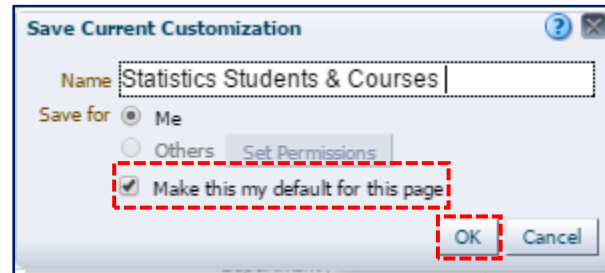 Save Current Customization
Name Statistics Students & Courses
Save for Me
Others Set Permissions
Make this my default for this page
OK Cancel